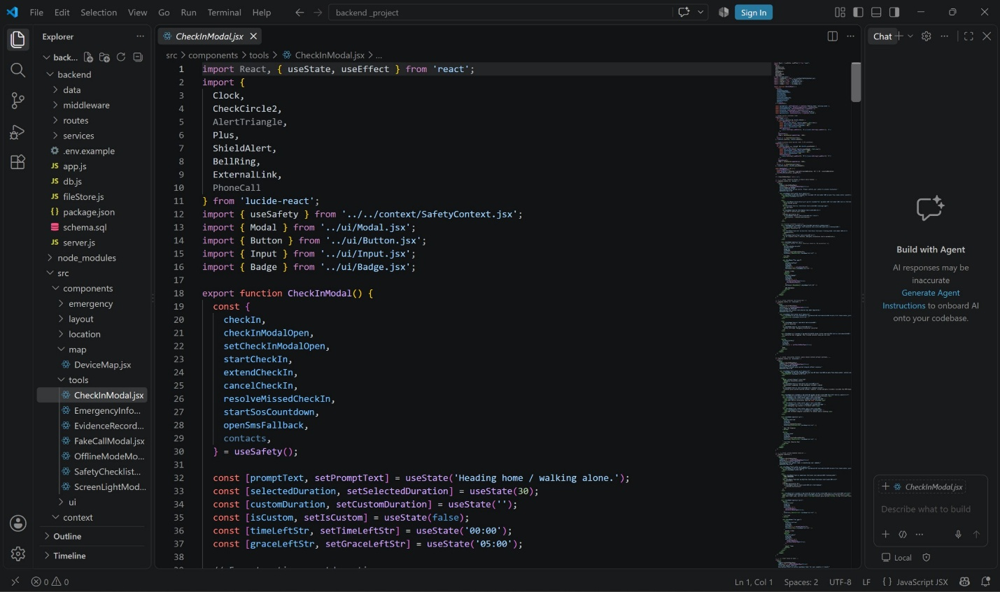 File Edit Selection View Go Run Terminal Help
backend _project
Sign In
Explorer
back...
backend
data
middleware
routes
services
.env.example
JS app.js
JS db.js
JS fileStore.js
{} package.json
schema.sql
JS server.js
node_modules
src
components
emergency
layout
location
map
DeviceMap.jsx
tools
CheckInModal.jsx
EmergencyInfo...
EvidenceRecord...
FakeCallModal.jsx
OfflineModeMo...
SafetyChecklist...
ScreenLightMod...
ui
context
Outline
Timeline
CheckInModal.jsx
src > components > tools > CheckInModal.jsx > ...
1 import React, { useState, useEffect } from 'react';
2 import {
3 Clock,
4 CheckCircle2,
5 AlertTriangle,
6 Plus,
7 ShieldAlert,
8 BellRing,
9 ExternalLink,
10 PhoneCall
11 } from 'lucide-react';
12 import { useSafety } from '../../context/SafetyContext.jsx';
13 import { Modal } from '../ui/Modal.jsx';
14 import { Button } from '../ui/Button.jsx';
15 import { Input } from '../ui/Input.jsx';
16 import { Badge } from '../ui/Badge.jsx';
17
18 export function CheckInModal() {
19 const {
20 checkIn,
21 checkInModalOpen,
22 setCheckInModalOpen,
23 startCheckIn,
24 extendCheckIn,
25 cancelCheckIn,
26 resolveMissedCheckIn,
27 startSosCountdown,
28 openSmsFallback,
29 contacts,
30 } = useSafety();
31
32 const [promptText, setPromptText] = useState('Heading home / walking alone.');
33 const [selectedDuration, setSelectedDuration] = useState(30);
34 const [customDuration, setCustomDuration] = useState('');
35 const [isCustom, setIsCustom] = useState(false);
36 const [timeLeftStr, setTimeLeftStr] = useState('00:00');
37 const [graceLeftStr, setGraceLeftStr] = useState('05:00');
38
Chat
Build with Agent
AI responses may be
inaccurate
Generate Agent
Instructions to onboard AI
onto your codebase.
CheckInModal.jsx
Describe what to build
Local
0 0
Ln 1, Col 1 Spaces: 2 UTF-8 LF {} JavaScript JSX